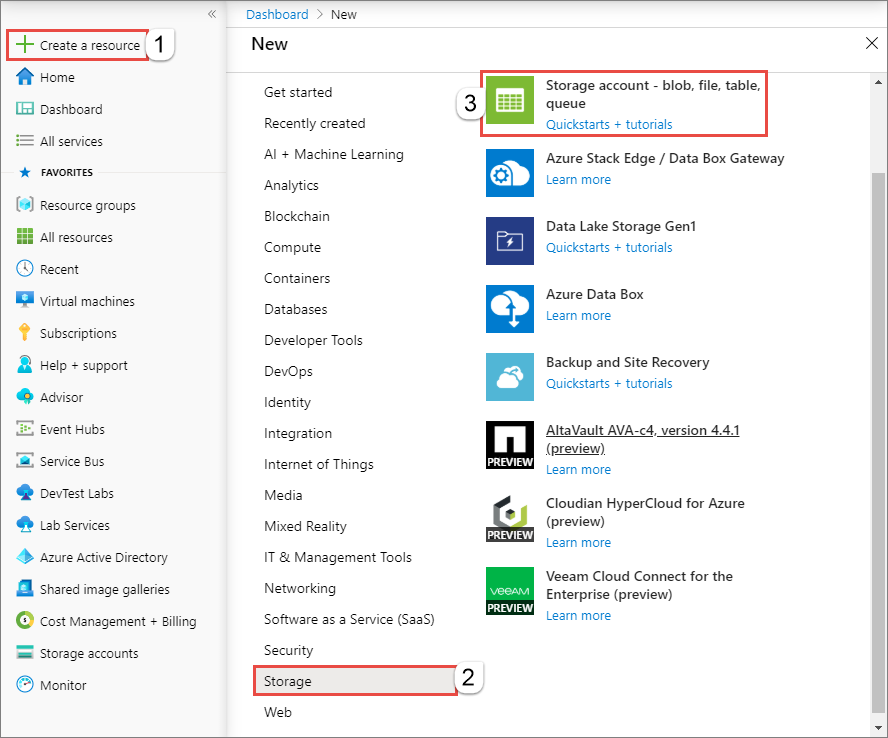 «
Dashboard > New
Create a resource
1
Home
Dashboard
All services
FAVORITES
Resource groups
All resources
Recent
Virtual machines
Subscriptions
Help + support
Advisor
Event Hubs
Service Bus
DevTest Labs
Lab Services
Azure Active Directory
Shared image galleries
Cost Management + Billing
Storage accounts
Monitor
New
Get started
Recently created
AI + Machine Learning
Analytics
Blockchain
Compute
Containers
Databases
Developer Tools
DevOps
Identity
Integration
Internet of Things
Media
Mixed Reality
IT & Management Tools
Networking
Software as a Service (SaaS)
Security
Storage
2
Web
3
Storage account - blob, file, table,
queue
Quickstarts + tutorials
Azure Stack Edge / Data Box Gateway
Learn more
Data Lake Storage Gen1
Quickstarts + tutorials
Azure Data Box
Learn more
Backup and Site Recovery
Quickstarts + tutorials
PREVIEW
AltaVault AVA-c4, version 4.4.1
(preview)
Learn more
PREVIEW
Cloudian HyperCloud for Azure
(preview)
Learn more
veeAM
PREVIEW
Veeam Cloud Connect for the
Enterprise (preview)
Learn more